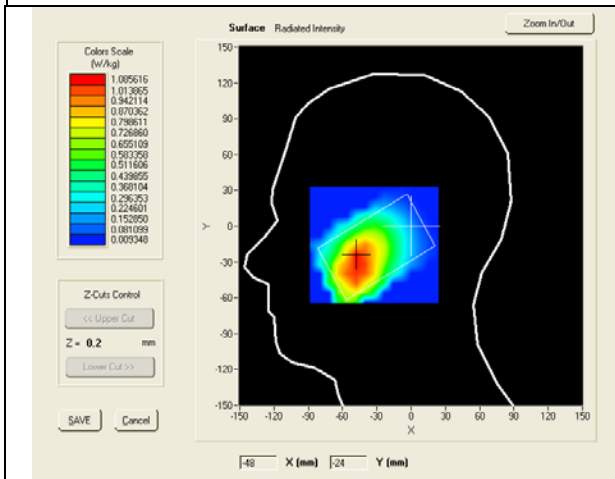 Surface Radiated Intensity
Zoom In/Out
Colors Scale
(W/kg)
1.085616
1.013865
0.942114
0.870362
0.798611
0.726860
0.655109
0.583358
0.511606
0.439855
0.368104
0.296353
0.224601
0.152850
0.081099
0.009348
Z-Cuts Control
<< Upper Cut
Z = 0.2 mm
Lower Cut >>
SAVE Cancel
150
120
90
60
30
0
-30
-60
-90
-120
-150
Y
-150 -120 -90 -60 -30 0 30 60 90 120 150
X
-48 X (mm) -24 Y (mm)